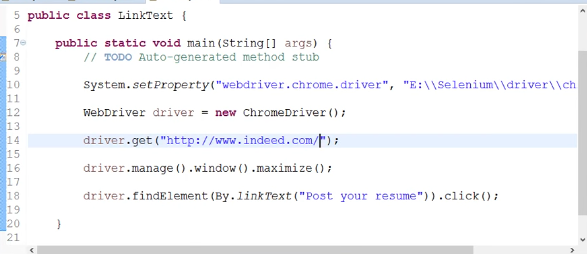 5 public class LinkText {
6
7 public static void main(String[] args) {
8 // TODO Auto-generated method stub
9
10 System.setProperty("webdriver.chrome.driver", "E:\\Selenium\\driver\\ch
11
12 WebDriver driver = new ChromeDriver();
13
14 driver.get("http://www.indeed.com/");
15
16 driver.manage().window().maximize();
17
18 driver.findElement(By.linkText("Post your resume")).click();
19
20 }
21